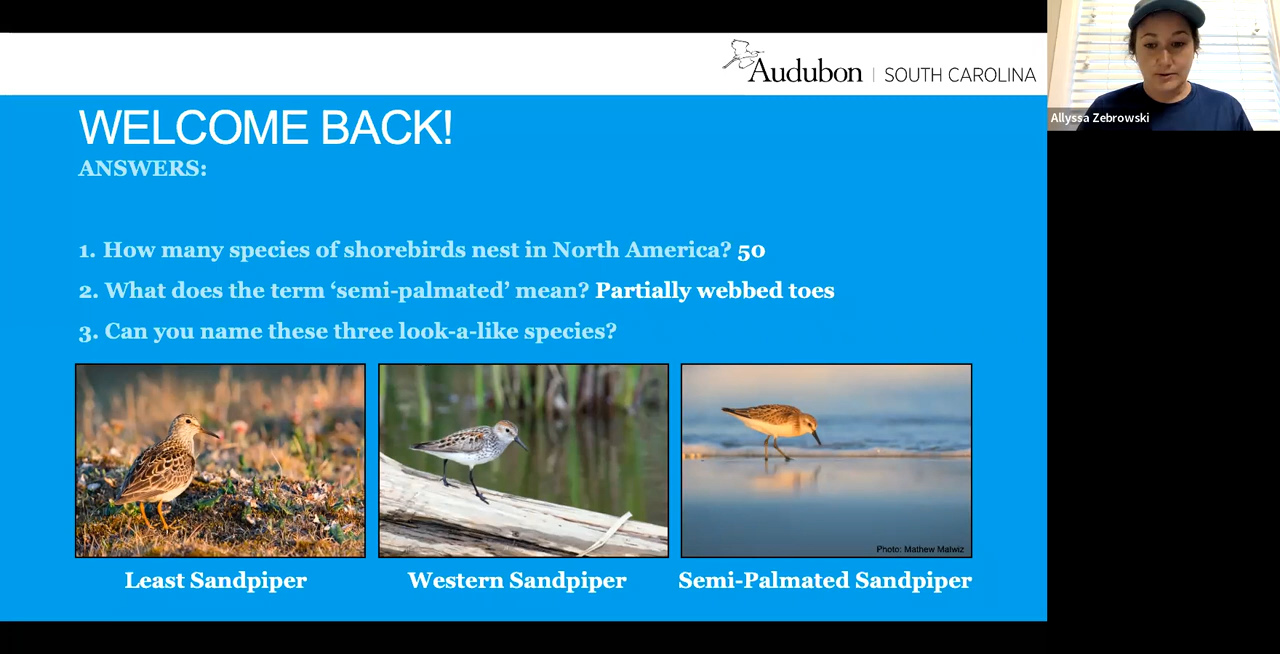 Audubon | SOUTH CAROLINA
Allyssa Zebrowski
WELCOME BACK!
ANSWERS:
1. How many species of shorebirds nest in North America? 50
2. What does the term ‘semi-palmated’ mean? Partially webbed toes
3. Can you name these three look-a-like species?
Photo: Mathew Malwiz
Least Sandpiper
Western Sandpiper
Semi-Palmated Sandpiper